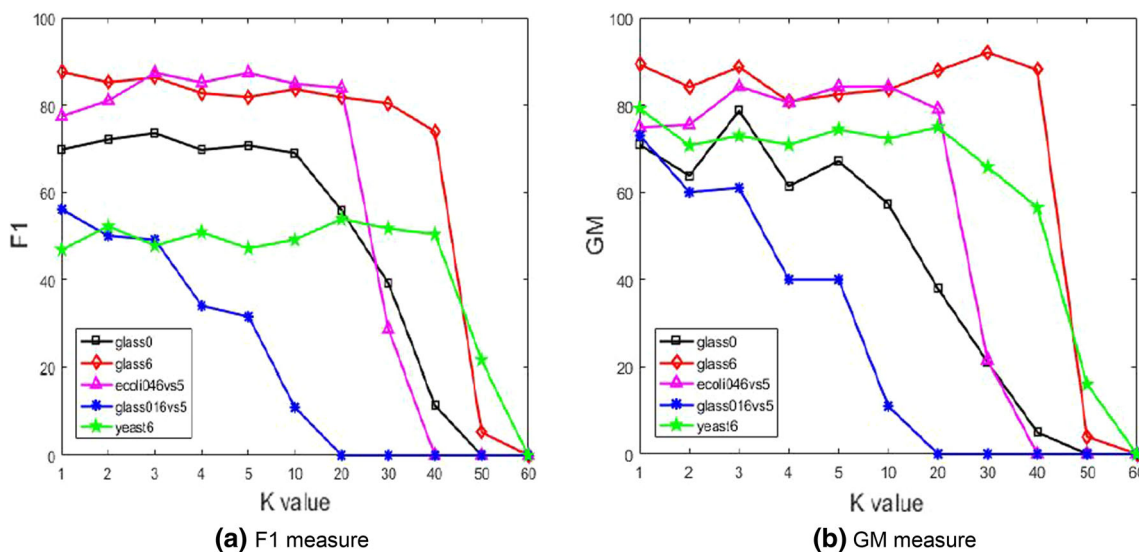 100
80
60
40
20
0
F1
glass0
glass6
ecoli046vs5
glass016vs5
yeast6
1 2 3 4 5 10 20 30 40 50 60
K value
(a) F1 measure
100
80
60
40
20
0
GM
glass0
glass6
ecoli046vs5
glass016vs5
yeast6
1 2 3 4 5 10 20 30 40 50 60
K value
(b) GM measure